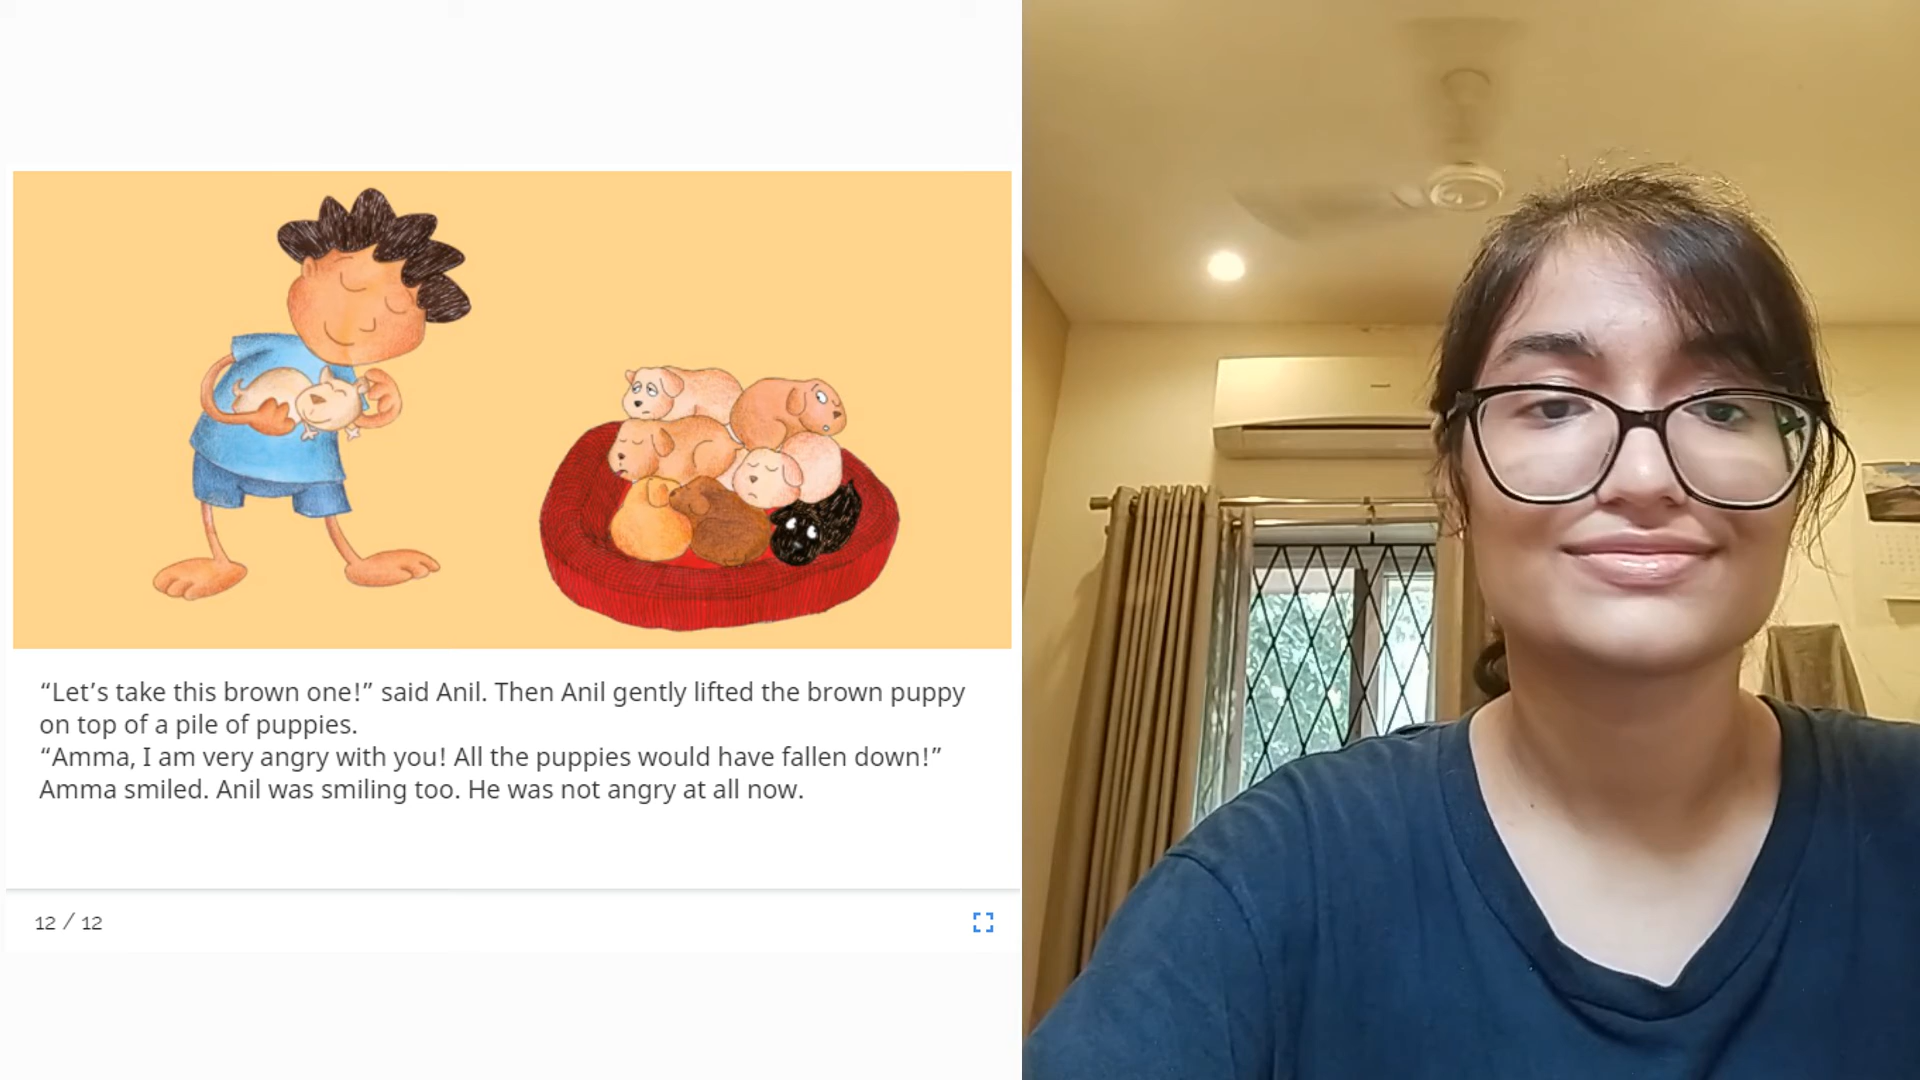 “Let’s take this brown one!” said Anil. Then Anil gently lifted the brown puppy
on top of a pile of puppies.
“Amma, I am very angry with you! All the puppies would have fallen down!”
Amma smiled. Anil was smiling too. He was not angry at all now.
12 / 12